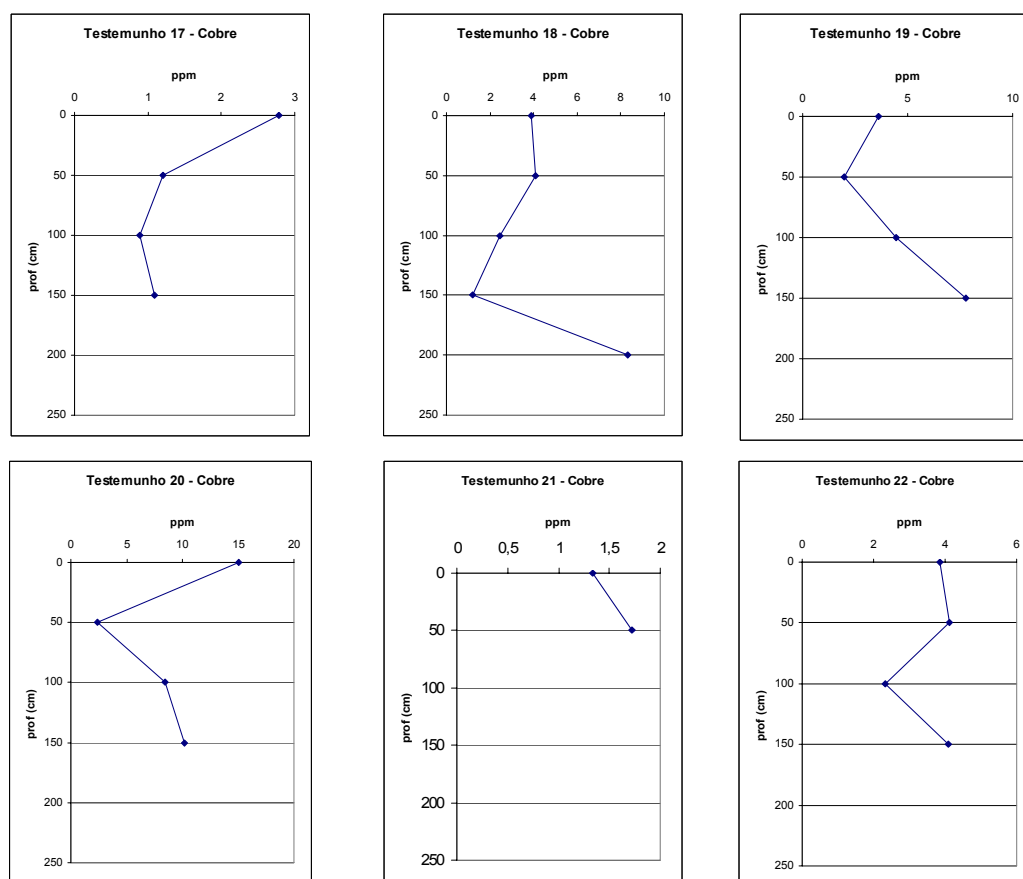 Testemunho 17 - Cobre
ppm
0 1 2 3
0
50
100
150
200
250
prof (cm)
Testemunho 18 - Cobre
ppm
0 2 4 6 8 10
0
50
100
150
200
250
prof (cm)
Testemunho 19 - Cobre
ppm
0 5 10
0
50
100
150
200
250
prof (cm)
Testemunho 20 - Cobre
ppm
0 5 10 15 20
0
50
100
150
200
250
prof (cm)
Testemunho 21 - Cobre
ppm
0 0,5 1 1,5 2
0
50
100
150
200
250
prof (cm)
Testemunho 22 - Cobre
ppm
0 2 4 6
0
50
100
150
200
250
prof (cm)